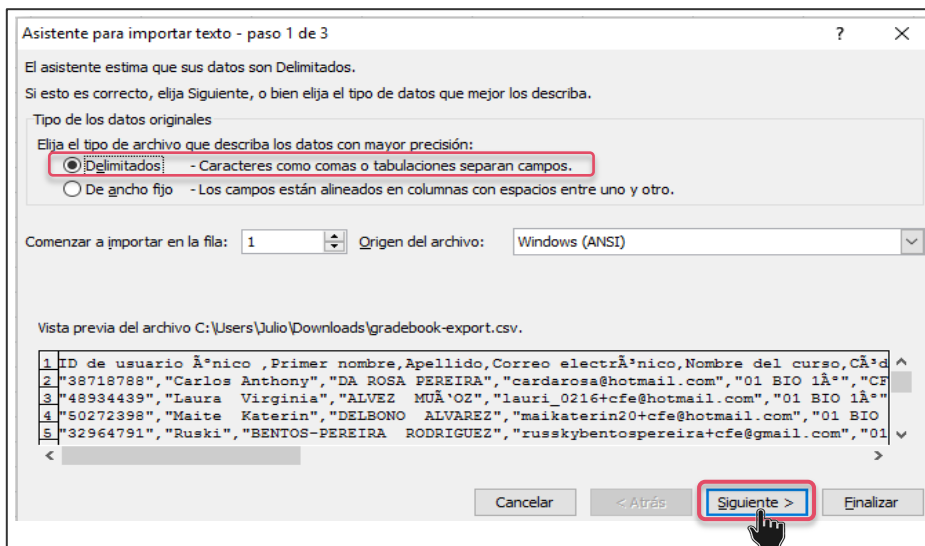 Asistente para importar texto - paso 1 de 3 ? X
El asistente estima que sus datos son Delimitados.
Si esto es correcto, elija Siguiente, o bien elija el tipo de datos que mejor los describa.
Tipo de los datos originales
Elija el tipo de archivo que describa los datos con mayor precisión:
Delimitados - Caracteres como comas o tabulaciones separan campos.
De ancho fijo - Los campos están alineados en columnas con espacios entre uno y otro.
Comenzar a importar en la fila: 1 Origen del archivo: Windows (ANSI)
Vista previa del archivo C:\Users\Julio\Downloads\gradebook-export.csv.
1 ID de usuario Ãºnico ,Primer nombre,Apellido,Correo electrÃ³nico,Nombre del curso,CÃ³d
2 "38718788","Carlos Anthony","DA ROSA PEREIRA","cardarosa@hotmail.com","01 BIO 1Âº","CF
3 "48934439","Laura Virginia","ALVEZ MUÃ‘OZ","lauri_0216+cfe@hotmail.com","01 BIO 1Âº"
4 "50272398","Maite Katerin","DELBONO ALVAREZ","maikaterin20+cfe@hotmail.com","01 BIO
5 "32964791","Ruski","BENTOS-PEREIRA RODRIGUEZ","russkybentospereira+cfe@gmail.com","01
Cancelar < Atrás Siguiente > Finalizar